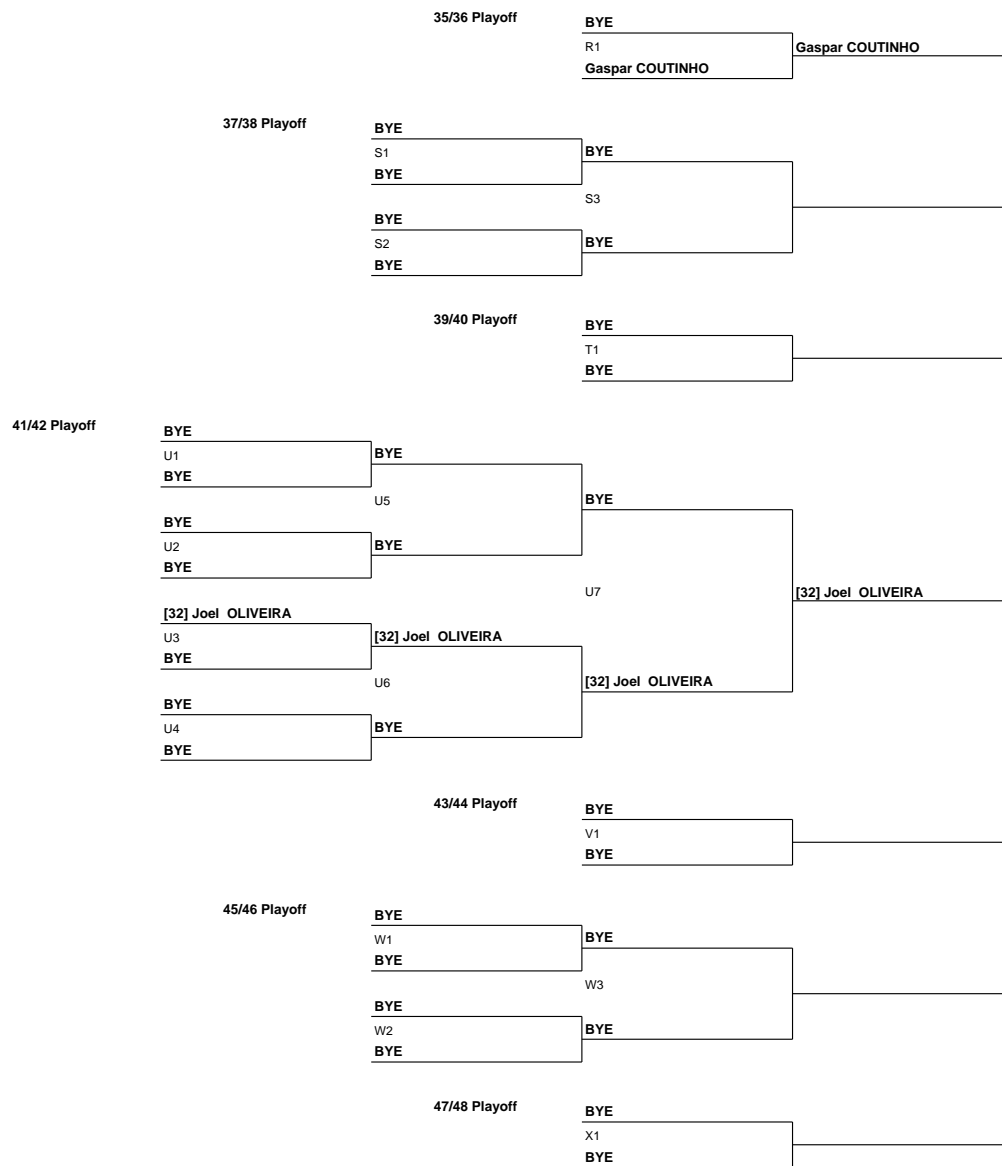 35/36 Playoff
BYE
R1
Gaspar COUTINHO
Gaspar COUTINHO
37/38 Playoff
BYE
S1
BYE
BYE
S3
BYE
S2
BYE
BYE
39/40 Playoff
BYE
T1
BYE
41/42 Playoff
BYE
U1
BYE
BYE
U5
BYE
BYE
U2
BYE
BYE
U7
[32] Joel OLIVEIRA
[32] Joel OLIVEIRA
U3
[32] Joel OLIVEIRA
BYE
U6
[32] Joel OLIVEIRA
BYE
U4
BYE
BYE
43/44 Playoff
BYE
V1
BYE
45/46 Playoff
BYE
W1
BYE
BYE
W3
BYE
W2
BYE
BYE
47/48 Playoff
BYE
X1
BYE